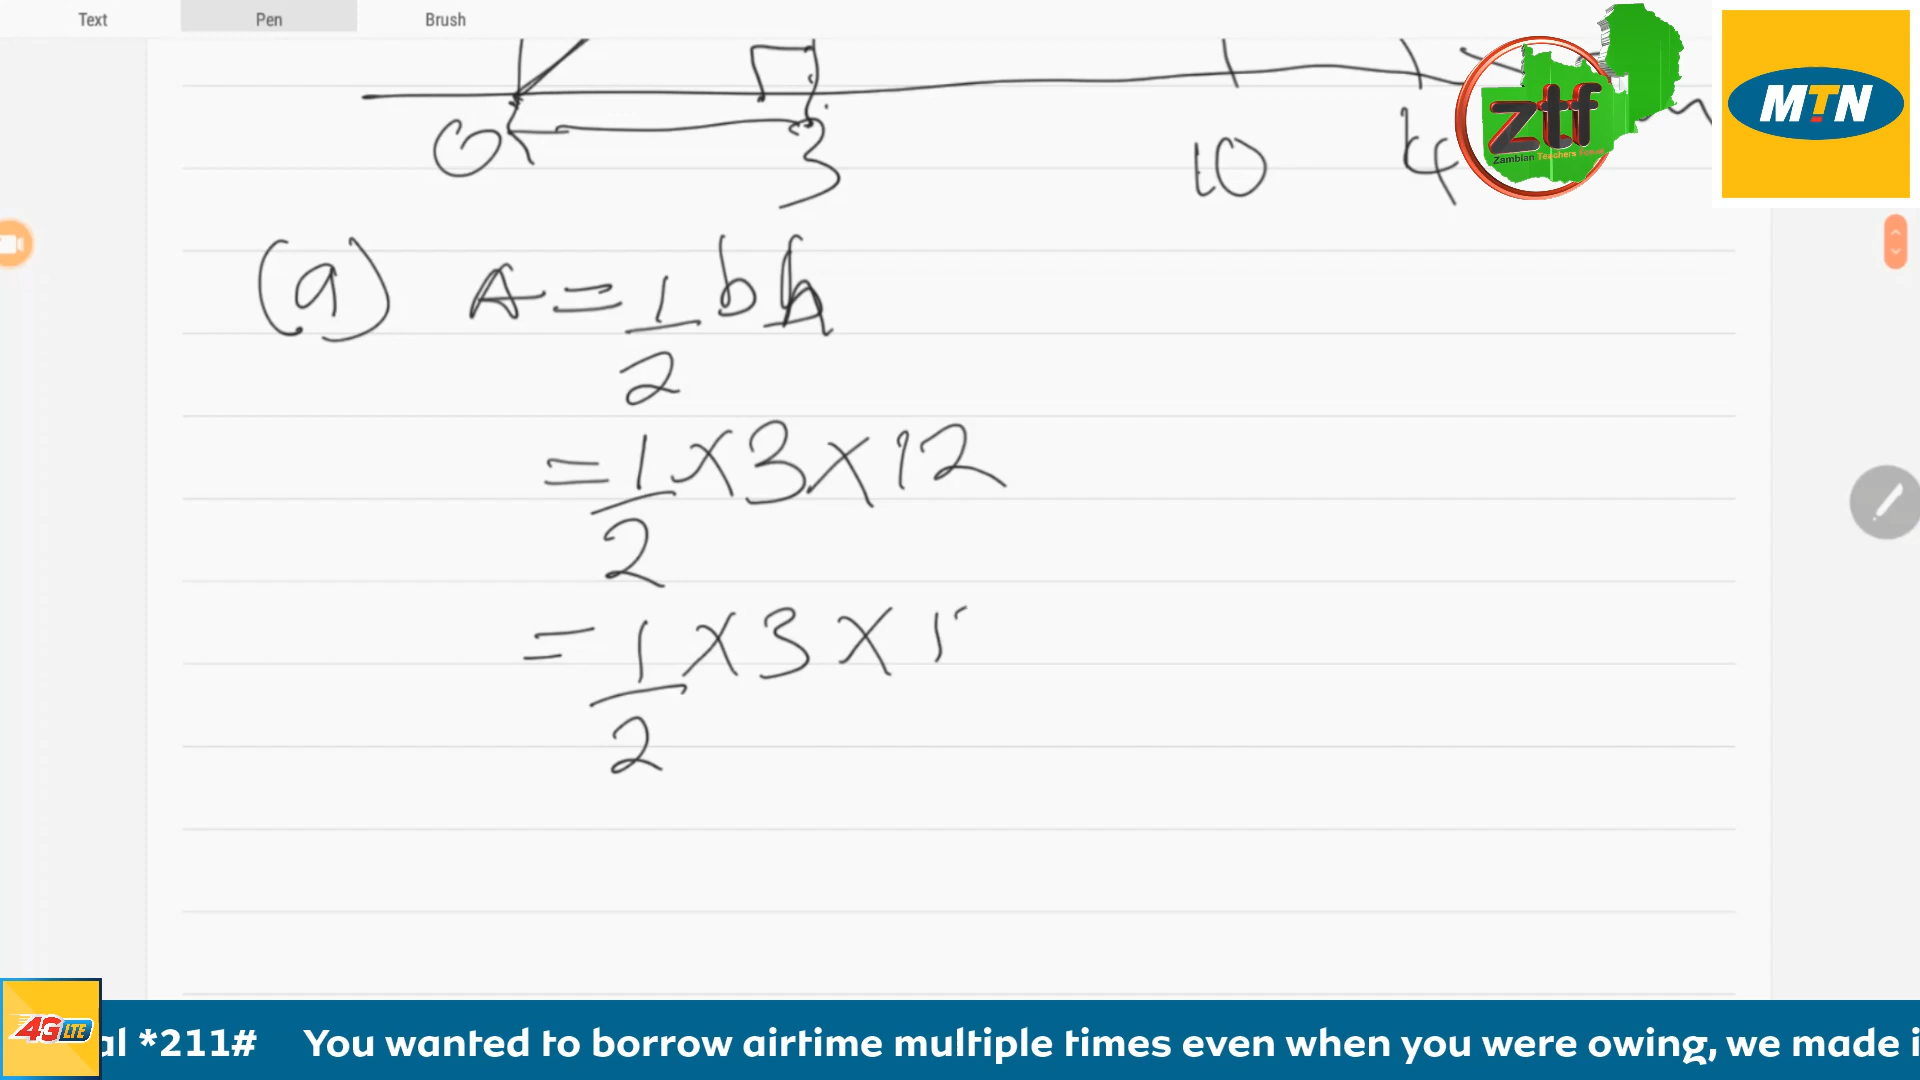 Text Pen Brush
ztf
Zambian Teachers Forum
MTN
0 3 10
(a) A = 1/2 bh
= 1/2 × 3 × 12
= 1/2 × 3 × 1
4G LTE
al *211# You wanted to borrow airtime multiple times even when you were owing, we made i